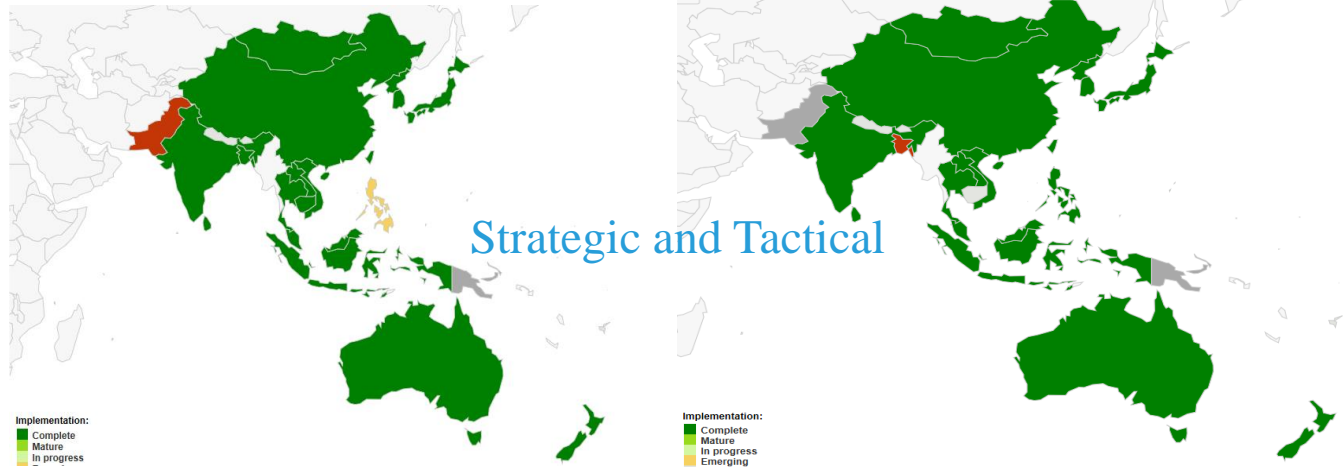 Strategic and Tactical
Implementation:
Complete
Mature
In progress
Implementation:
Complete
Mature
In progress
Emerging